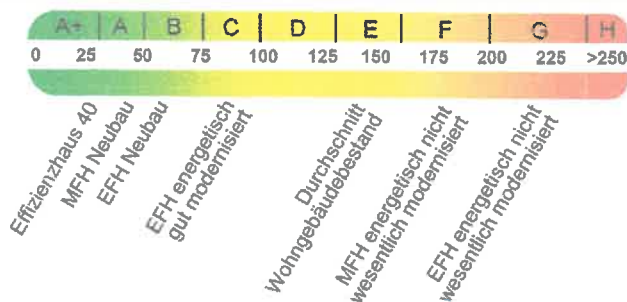 A+ A B C D E F G H
0 25 50 75 100 125 150 175 200 225 >250
Effizienzhaus 40
MFH Neubau
EFH Neubau
EFH energetisch
gut modernisiert
Durchschnitt
Wohngebäudebestand
MFH energetisch nicht
wesentlich modernisiert
EFH energetisch nicht
wesentlich modernisiert